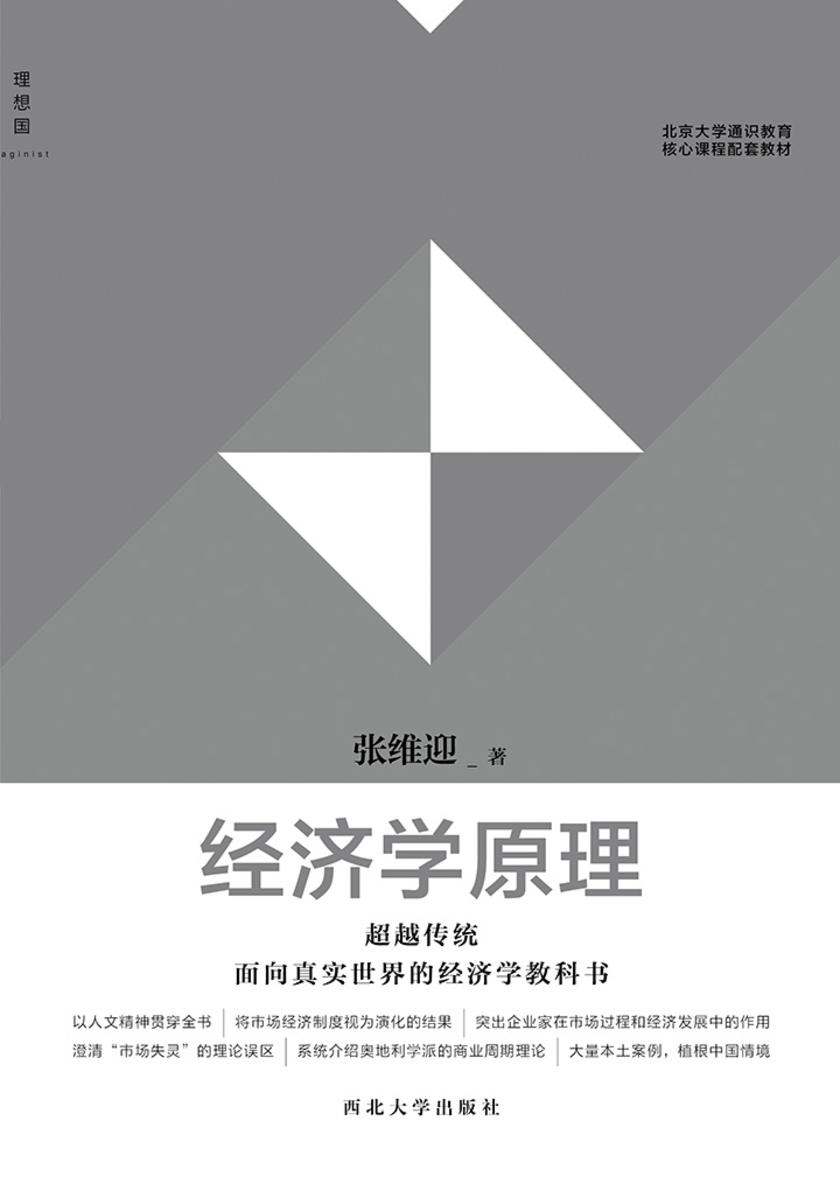 理想国
aginist
北京大学通识教育
核心课程配套教材
张维迎_著
经济学原理
超越传统
面向真实世界的经济学教科书
以人文精神贯穿全书|将市场经济制度视为演化的结果|突出企业家在市场过程和经济发展中的作用
澄清“市场失灵”的理论误区|系统介绍奥地利学派的商业周期理论|大量本土案例，植根中国情境
西北大学出版社